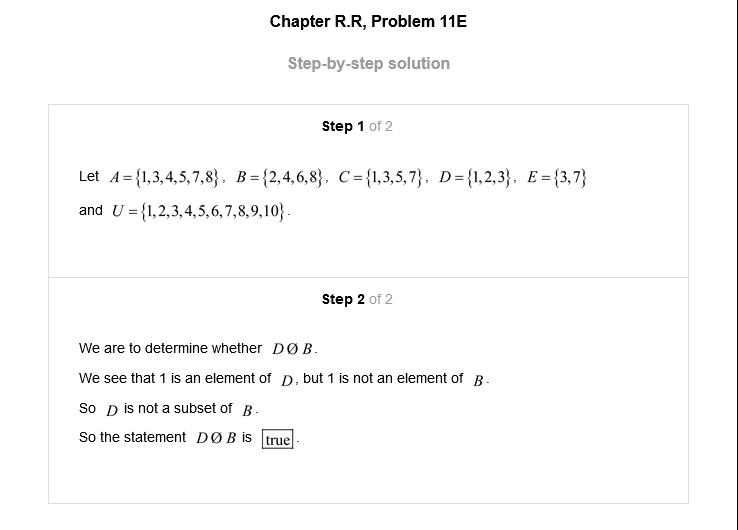 Chapter R.R, Problem 11E
Step-by-step solution
Step 1 of 2
Let A={1,3,4,5,7,8}, B={2,4,6,8}, C={1,3,5,7}, D={1,2,3}, E={3,7}
and U={1,2,3,4,5,6,7,8,9,10}.
Step 2 of 2
We are to determine whether D Ø B.
We see that 1 is an element of D, but 1 is not an element of B.
So D is not a subset of B.
So the statement D Ø B is true.